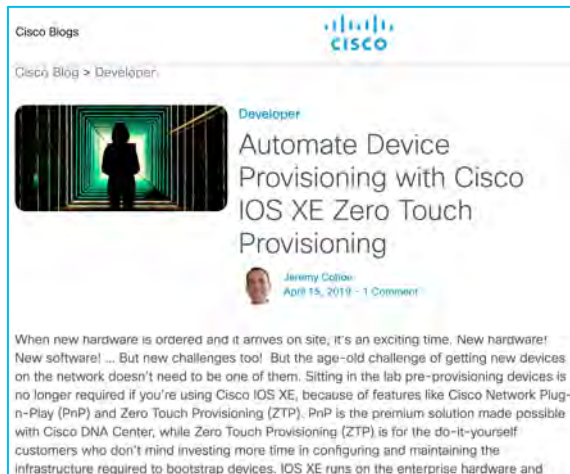 Cisco Blogs
CISCO
Cisco Blog > Developer
Developer
Automate Device
Provisioning with Cisco
IOS XE Zero Touch
Provisioning
Jeremy
April 15, 2019 - 1 Comment
When new hardware is ordered and it arrives on site, it's an exciting time. New hardware!
New software! ... But new challenges too! But the age-old challenge of getting new devices
on the network doesn't need to be one of them. Sitting in the lab pre-provisioning devices is
no longer required if you're using Cisco IOS XE, because of features like Cisco Network Plug-
n-Play (PnP) and Zero Touch Provisioning (ZTP). PnP is the premium solution made possible
with Cisco DNA Center, while Zero Touch Provisioning (ZTP) is for the do-it-yourself
customers who don't mind investing more time in configuring and maintaining the
infrastructure required to bootstrap devices. IOS XE runs on the enterprise hardware and